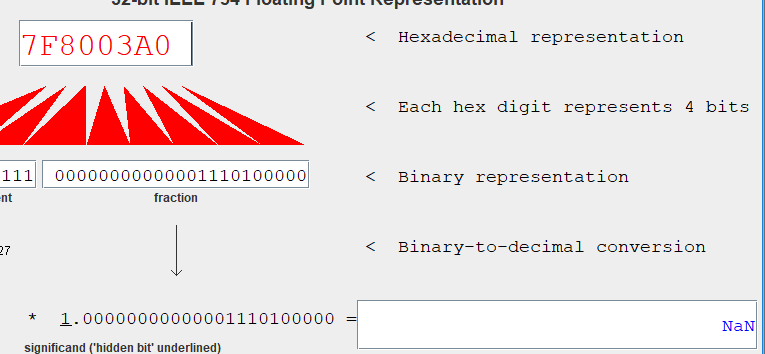 32-bit IEEE 754 Floating Point Representation
7F8003A0 < Hexadecimal representation
< Each hex digit represents 4 bits
111 00000000000001110100000 < Binary representation
nt fraction
27 < Binary-to-decimal conversion
* 1.00000000000001110100000 = NaN
significand ('hidden bit' underlined)